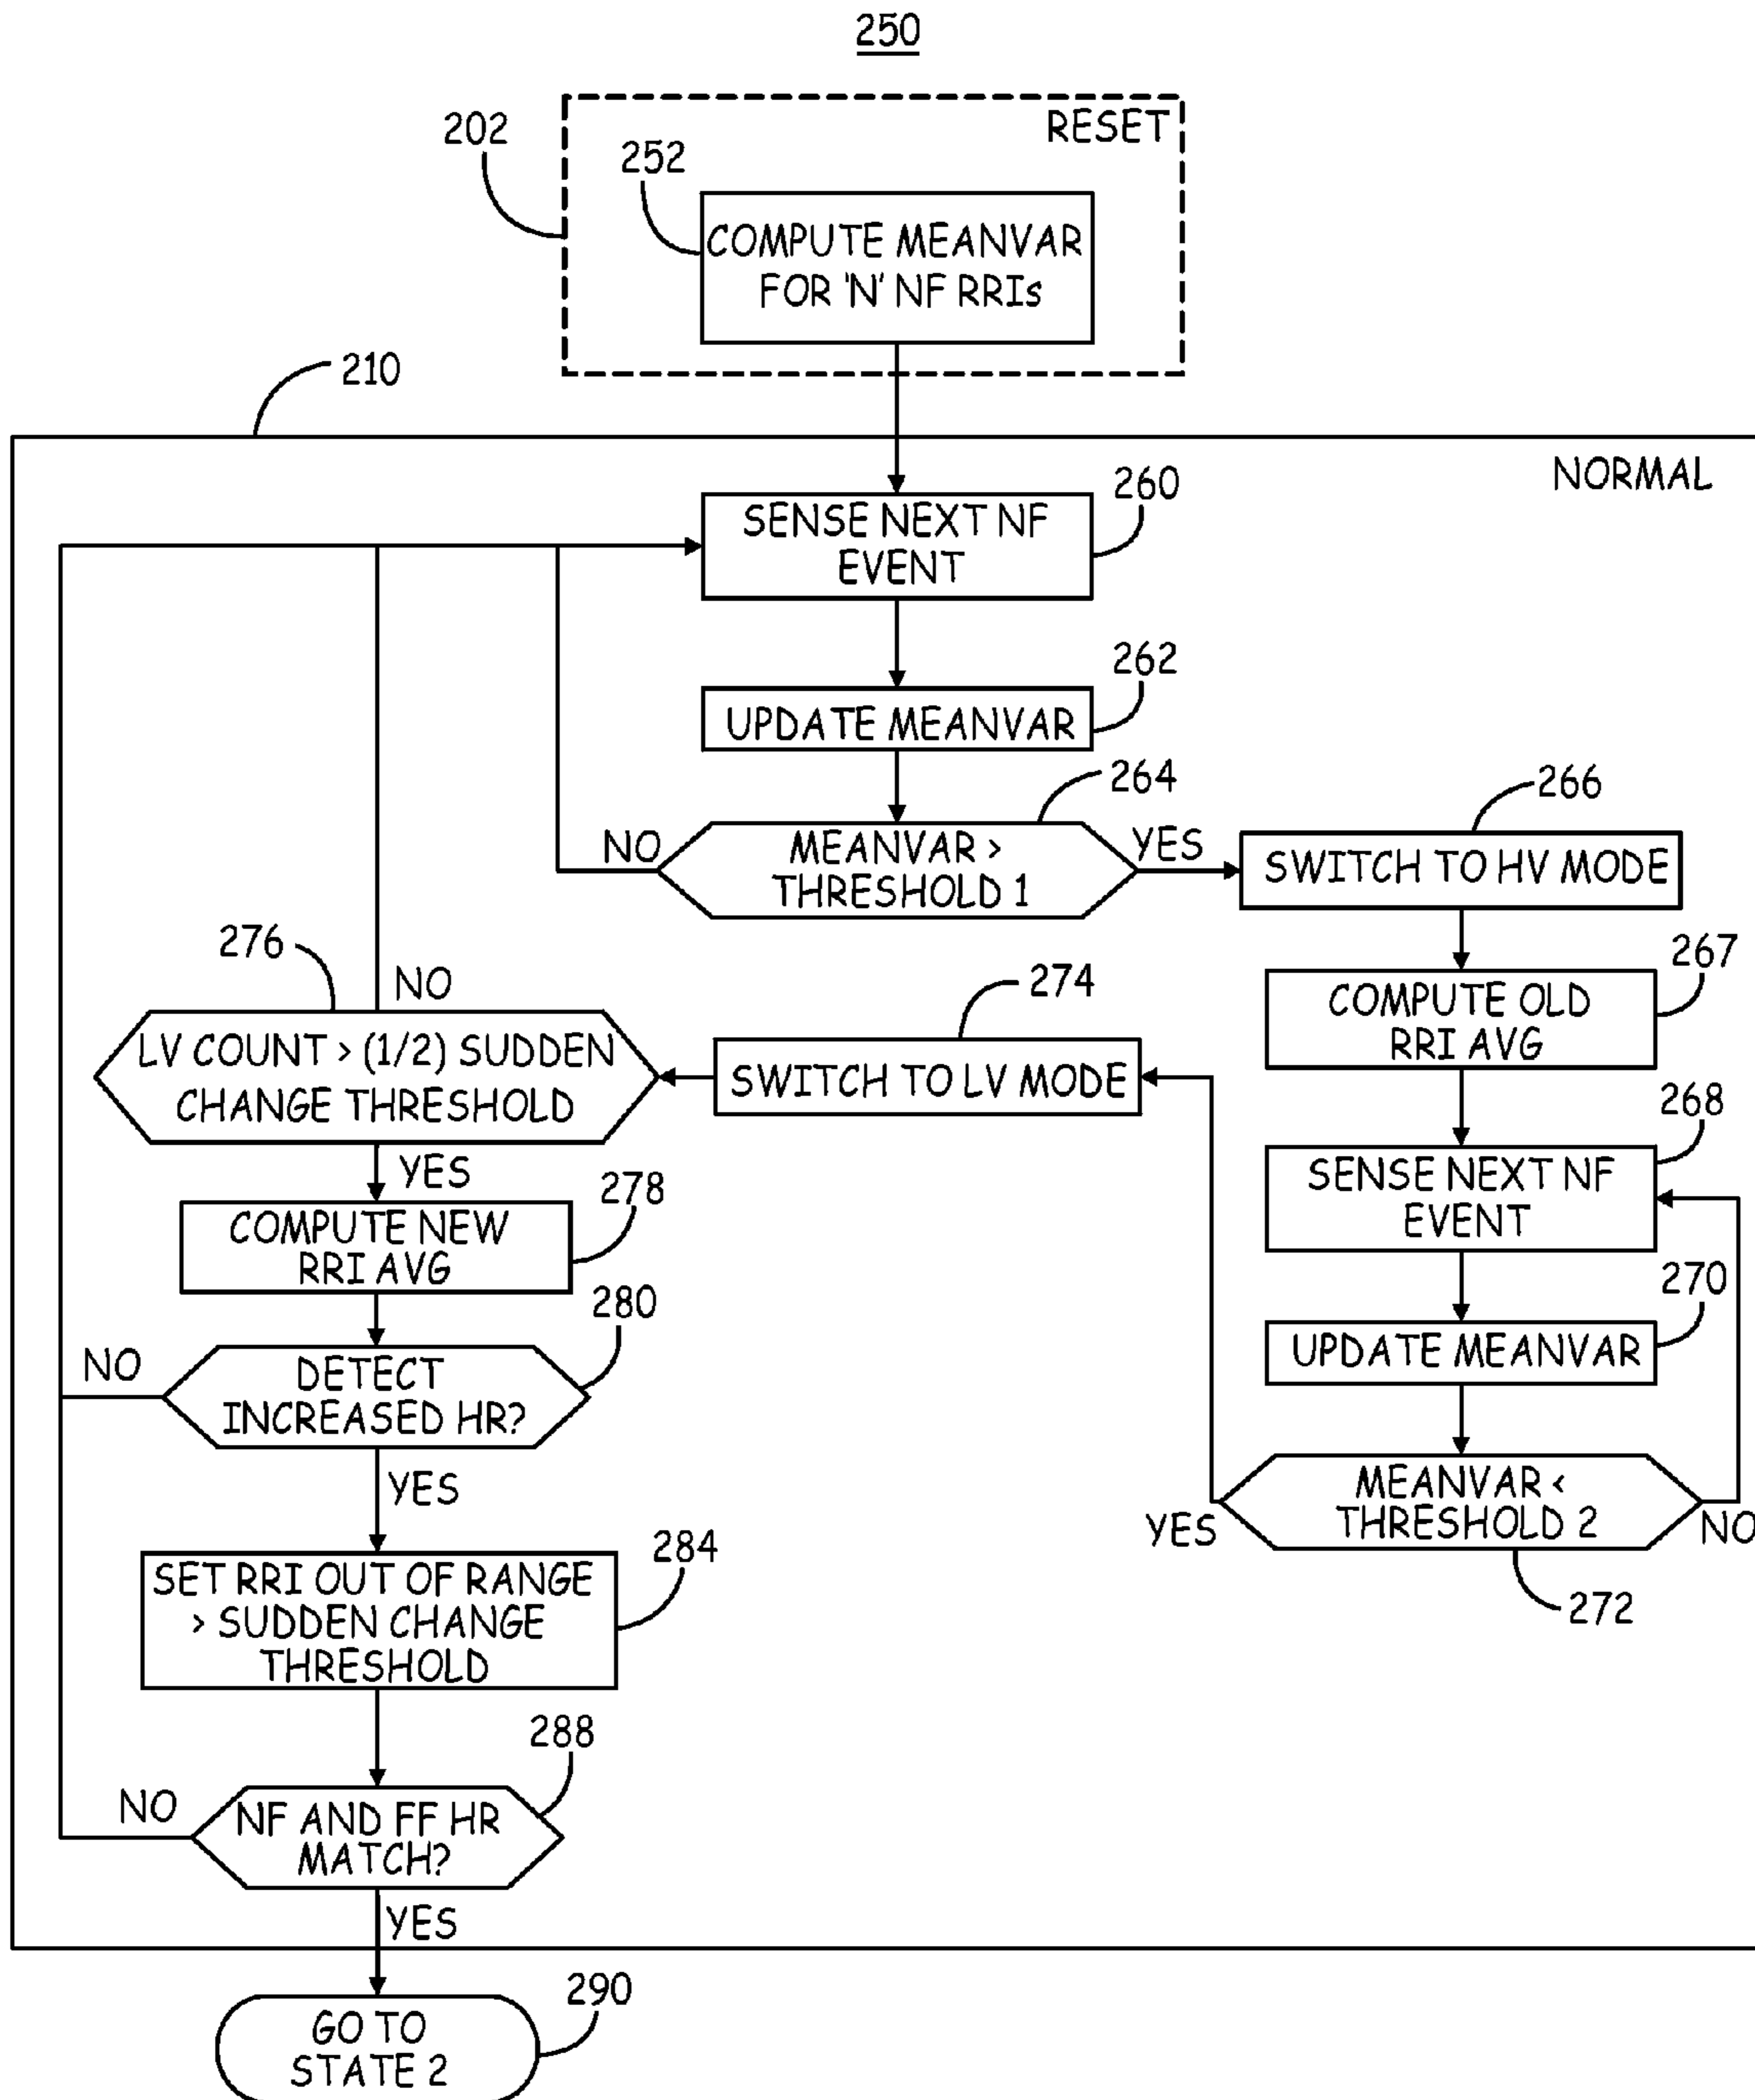 250
202
RESET
252
COMPUTE MEANVAR
FOR 'N' NF RRIs
210
NORMAL
260
SENSE NEXT NF
EVENT
262
UPDATE MEANVAR
264
MEANVAR >
THRESHOLD 1
NO
YES
266
SWITCH TO HV MODE
267
COMPUTE OLD
RRI AVG
268
SENSE NEXT NF
EVENT
270
UPDATE MEANVAR
MEANVAR <
THRESHOLD 2
YES
NO
272
274
SWITCH TO LV MODE
276
NO
LV COUNT > (1/2) SUDDEN
CHANGE THRESHOLD
YES
278
COMPUTE NEW
RRI AVG
280
NO
DETECT
INCREASED HR?
YES
284
SET RRI OUT OF RANGE
> SUDDEN CHANGE
THRESHOLD
288
NO
NF AND FF HR
MATCH?
YES
290
GO TO
STATE 2